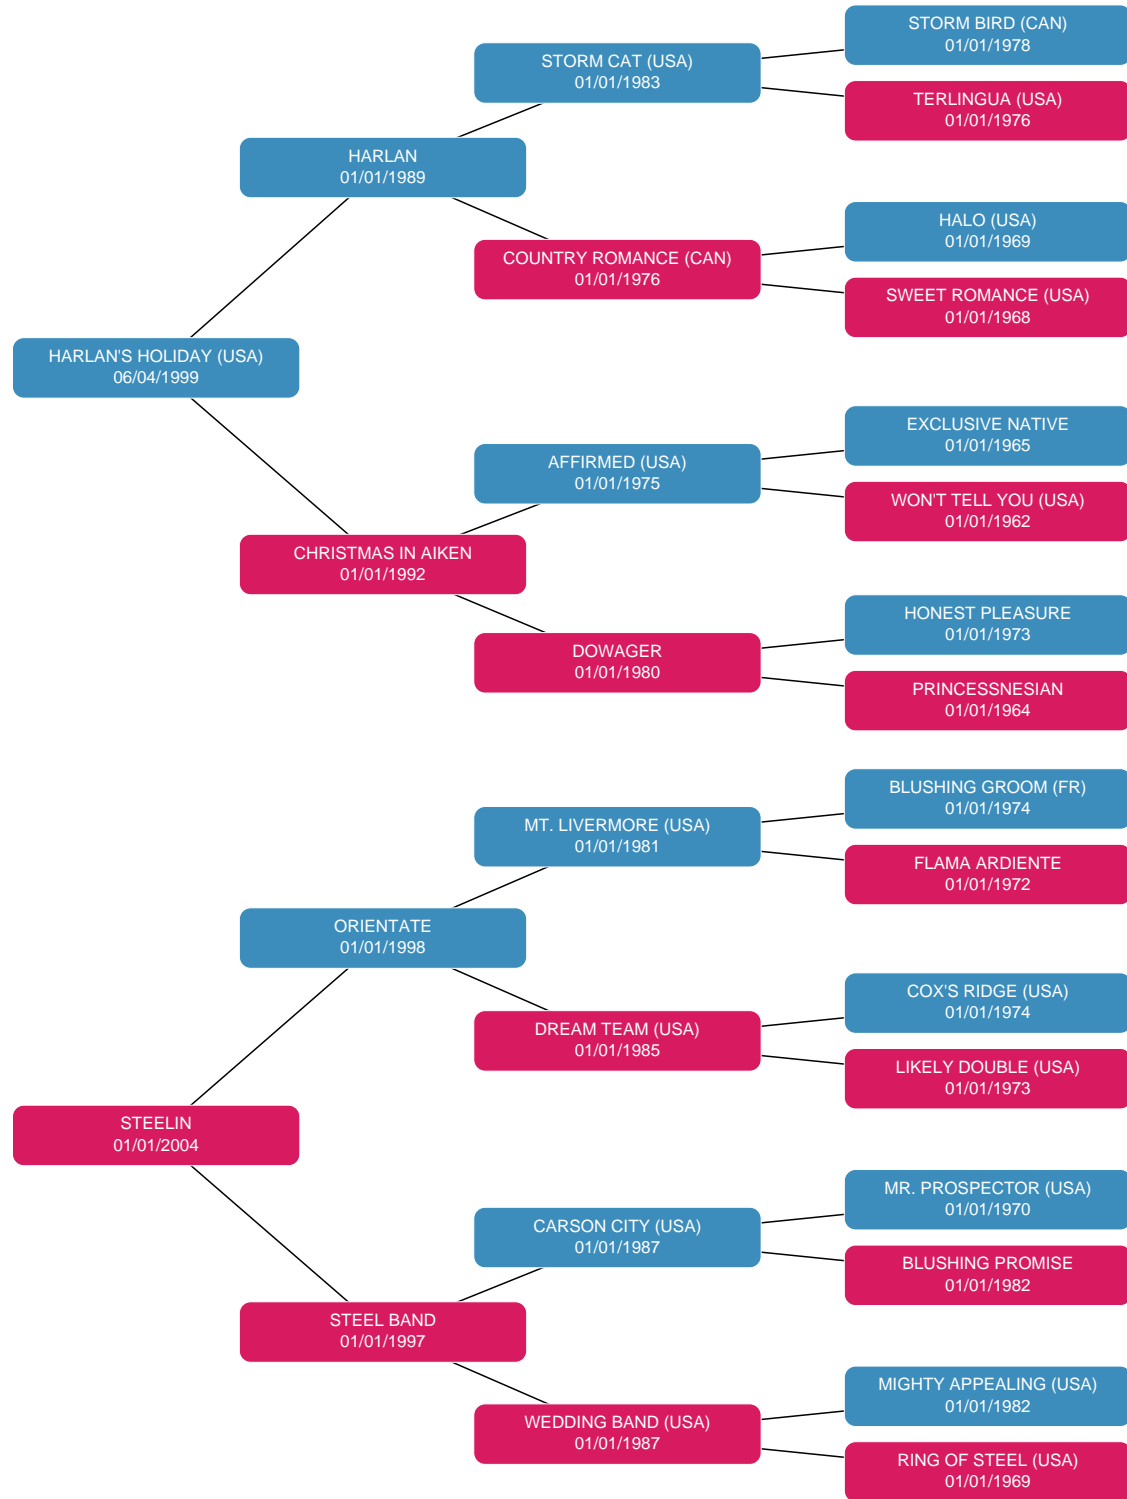 STORM BIRD (CAN)
01/01/1978
STORM CAT (USA)
01/01/1983
TERLINGUA (USA)
01/01/1976
HARLAN
01/01/1989
HALO (USA)
01/01/1969
COUNTRY ROMANCE (CAN)
01/01/1976
SWEET ROMANCE (USA)
01/01/1968
HARLAN'S HOLIDAY (USA)
06/04/1999
EXCLUSIVE NATIVE
01/01/1965
AFFIRMED (USA)
01/01/1975
WON'T TELL YOU (USA)
01/01/1962
CHRISTMAS IN AIKEN
01/01/1992
HONEST PLEASURE
01/01/1973
DOWAGER
01/01/1980
PRINCESSNESIAN
01/01/1964
BLUSHING GROOM (FR)
01/01/1974
MT. LIVERMORE (USA)
01/01/1981
FLAMA ARDIENTE
01/01/1972
ORIENTATE
01/01/1998
COX'S RIDGE (USA)
01/01/1974
DREAM TEAM (USA)
01/01/1985
LIKELY DOUBLE (USA)
01/01/1973
STEELIN
01/01/2004
MR. PROSPECTOR (USA)
01/01/1970
CARSON CITY (USA)
01/01/1987
BLUSHING PROMISE
01/01/1982
STEEL BAND
01/01/1997
MIGHTY APPEALING (USA)
01/01/1982
WEDDING BAND (USA)
01/01/1987
RING OF STEEL (USA)
01/01/1969